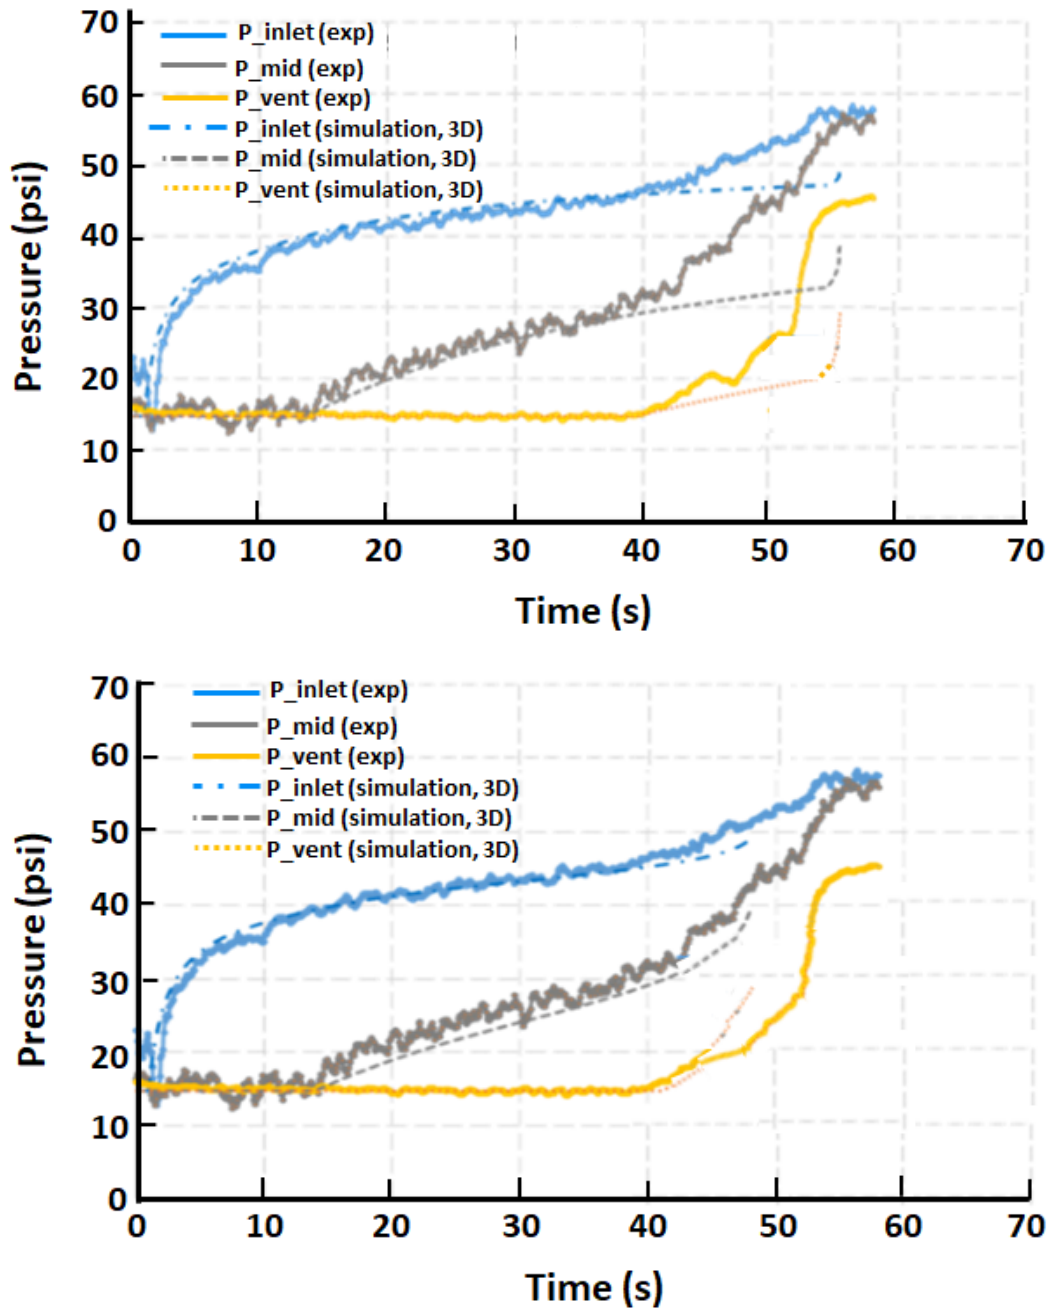 70
60
50
40
30
20
10
0
Pressure (psi)
P_inlet (exp)
P_mid (exp)
P_vent (exp)
P_inlet (simulation, 3D)
P_mid (simulation, 3D)
P_vent (simulation, 3D)
0 10 20 30 40 50 60 70
Time (s)
70
60
50
40
30
20
10
0
Pressure (psi)
P_inlet (exp)
P_mid (exp)
P_vent (exp)
P_inlet (simulation, 3D)
P_mid (simulation, 3D)
P_vent (simulation, 3D)
0 10 20 30 40 50 60 70
Time (s)